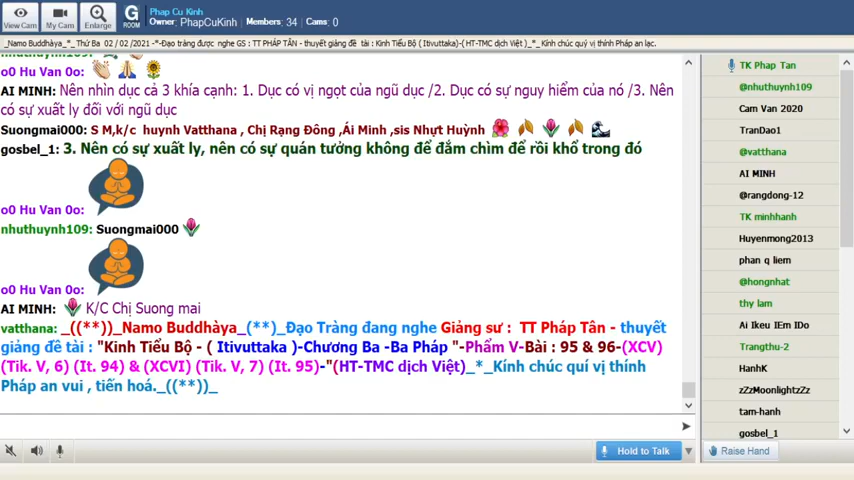 View Cam
My Cam
Enlarge
G
ROOM
Phap Cu Kinh
Owner: PhapCuKinh , Members: 34 , Cams: 0
_Namo Buddhàya_*_ Thứ Ba 02 / 02 /2021 -*-Đạo tràng được nghe GS : TT PHÁP TÂN - thuyết giảng đề tài : Kinh Tiểu Bộ ( Itivuttaka)-( HT-TMC dịch Việt )_*_ Kính chúc quý vị thính Pháp an lạc.
o0 Hu Van 0o:
AI MINH: Nên nhìn dục cả 3 khía cạnh: 1. Dục có vị ngọt của ngũ dục /2. Dục có sự nguy hiểm của nó /3. Nên
có sự xuất ly đối với ngũ dục
Suongmai000: S M,k/c huynh Vatthana , Chị Rạng Đông ,Ái Minh ,sis Nhựt Huỳnh
gosbel_1: 3. Nên có sự xuất ly, nên có sự quán tưởng không để đắm chìm để rồi khổ trong đó
o0 Hu Van 0o:
nhuthuynh109: Suongmai000
o0 Hu Van 0o:
AI MINH: K/C Chị Suong mai
vatthana: _((**))_Namo Buddhàya_(**)_Đạo Tràng đang nghe Giảng sư : TT Pháp Tân - thuyết
giảng đề tài : "Kinh Tiểu Bộ - ( Itivuttaka )-Chương Ba -Ba Pháp "-Phẩm V-Bài : 95 & 96-(XCV)
(Tik. V, 6) (It. 94) & (XCVI) (Tik. V, 7) (It. 95)-"(HT-TMC dịch Việt)_*_Kính chúc quí vị thính
Pháp an vui , tiến hoá._((**))_
Hold to Talk
Raise Hand
TK Phap Tan
@nhuthuynh109
Cam Van 2020
TranDao1
@vatthana
AI MINH
@rangdong-12
TK minhhanh
Huyenmong2013
phan q liem
@hongnhat
thy lam
Ai Ikeu IEm IDo
Trangthu-2
HanhK
zZzMoonlightzZz
tam-hanh
gosbel_1